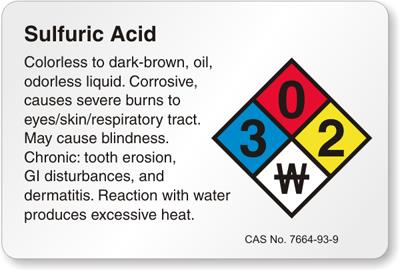 Sulfuric Acid
Colorless to dark-brown, oil,
odorless liquid. Corrosive,
causes severe burns to
eyes/skin/respiratory tract.
May cause blindness.
Chronic: tooth erosion,
GI disturbances, and
dermatitis. Reaction with water
produces excessive heat.
0
3 2
W̶
CAS No. 7664-93-9